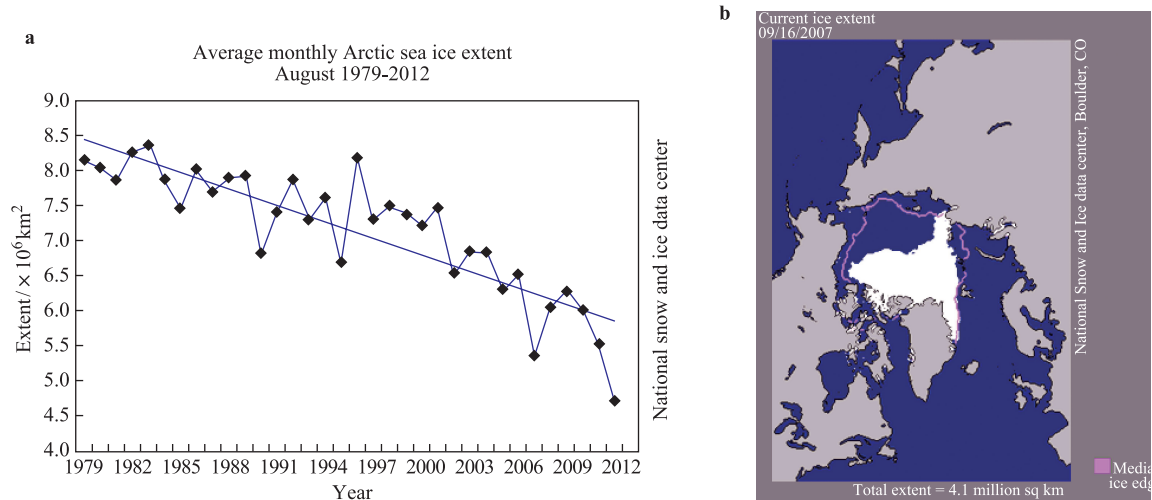 a
Average monthly Arctic sea ice extent
August 1979-2012
9.0
8.5
8.0
7.5
7.0
6.5
6.0
5.5
5.0
4.5
4.0
Extent/ × 10⁶km²
1979 1982 1985 1988 1991 1994 1997 2000 2003 2006 2009 2012
Year
National snow and ice data center
b
Current ice extent
09/16/2007
National Snow and Ice data center, Boulder, CO
Media
ice edg
Total extent = 4.1 million sq km